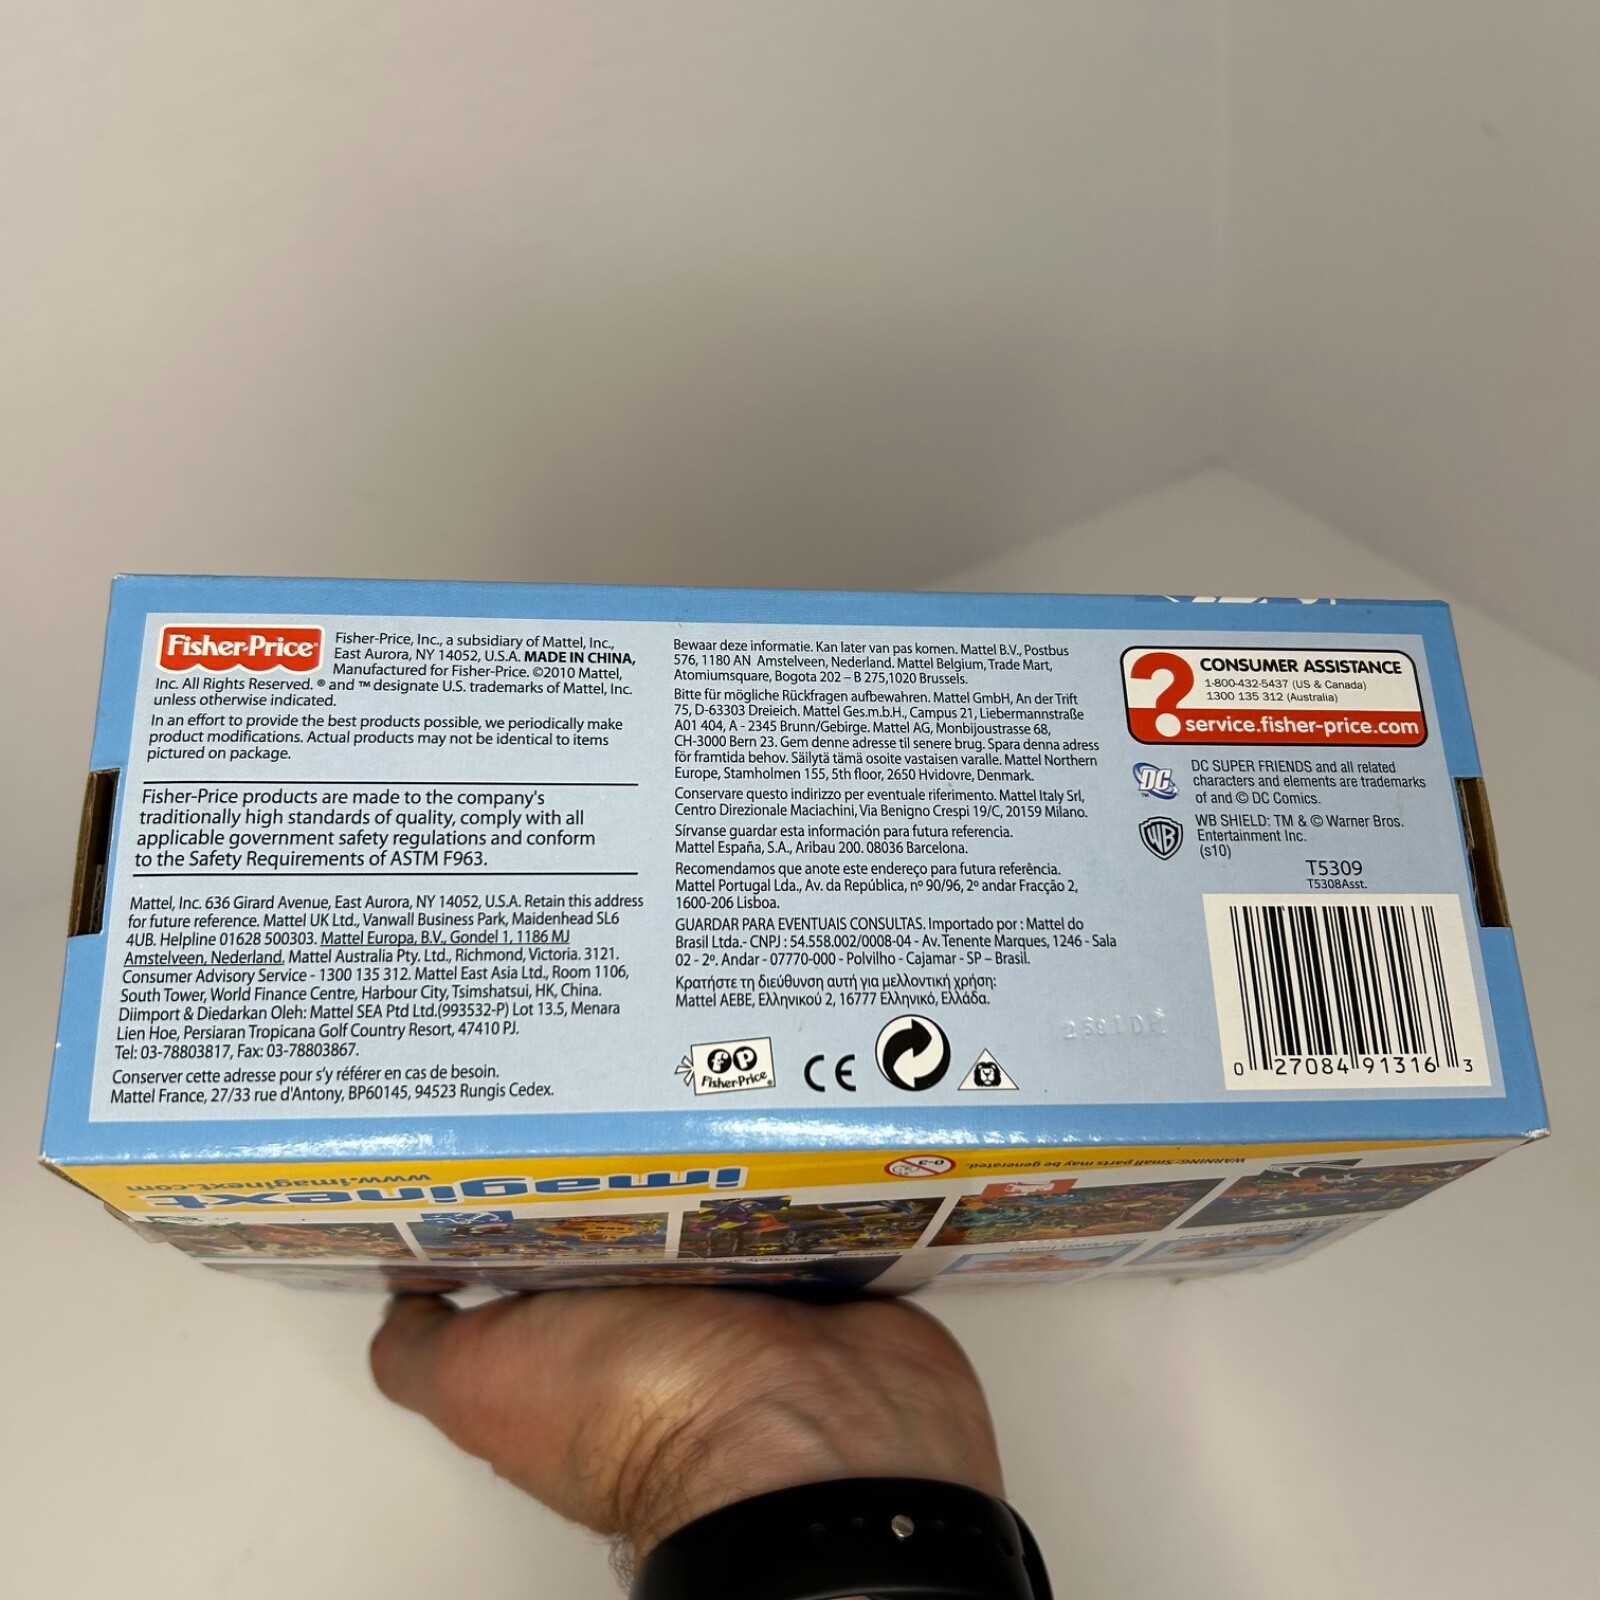 Fisher-Price
Fisher-Price, Inc., a subsidiary of Mattel, Inc.,
East Aurora, NY 14052, U.S.A. MADE IN CHINA,
Manufactured for Fisher-Price. ©2010 Mattel,
Inc. All Rights Reserved. ® and ™ designate U.S. trademarks of Mattel, Inc.
unless otherwise indicated.
In an effort to provide the best products possible, we periodically make
product modifications. Actual products may not be identical to items
pictured on package.
Fisher-Price products are made to the company's
traditionally high standards of quality, comply with all
applicable government safety regulations and conform
to the Safety Requirements of ASTM F963.
Mattel, Inc. 636 Girard Avenue, East Aurora, NY 14052, U.S.A. Retain this address
for future reference. Mattel UK Ltd., Vanwall Business Park, Maidenhead SL6
4UB. Helpline 01628 500303. Mattel Europa, B.V., Gondel 1, 1186 MJ
Amstelveen, Nederland. Mattel Australia Pty. Ltd., Richmond, Victoria. 3121.
Consumer Advisory Service - 1300 135 312. Mattel East Asia Ltd., Room 1106,
South Tower, World Finance Centre, Harbour City, Tsimshatsui, HK, China.
Diimport & Diedarkan Oleh: Mattel SEA Ptd Ltd.(993532-P) Lot 13.5, Menara
Lien Hoe, Persiaran Tropicana Golf Country Resort, 47410 PJ.
Tel: 03-78803817, Fax: 03-78803867.
Conserver cette adresse pour s'y référer en cas de besoin.
Mattel France, 27/33 rue d'Antony, BP60145, 94523 Rungis Cedex.
Bewaar deze informatie. Kan later van pas komen. Mattel B.V., Postbus
576, 1180 AN Amstelveen, Nederland. Mattel Belgium, Trade Mart,
Atomiumsquare, Bogota 202 – B 275,1020 Brussels.
Bitte für mögliche Rückfragen aufbewahren. Mattel GmbH, An der Trift
75, D-63303 Dreieich. Mattel Ges.m.b.H., Campus 21, Liebermannstraße
A01 404, A - 2345 Brunn/Gebirge. Mattel AG, Monbijoustrasse 68,
CH-3000 Bern 23. Gem denne adresse til senere brug. Spara denna adress
för framtida behov. Säilytä tämä osoite vastaisen varalle. Mattel Northern
Europe, Stamholmen 155, 5th floor, 2650 Hvidovre, Denmark.
Conservare questo indirizzo per eventuale riferimento. Mattel Italy Srl,
Centro Direzionale Maciachini, Via Benigno Crespi 19/C, 20159 Milano.
Sírvanse guardar esta información para futura referencia.
Mattel España, S.A., Aribau 200. 08036 Barcelona.
Recomendamos que anote este endereço para futura referência.
Mattel Portugal Lda., Av. da República, nº 90/96, 2º andar Fracção 2,
1600-206 Lisboa.
GUARDAR PARA EVENTUAIS CONSULTAS. Importado por : Mattel do
Brasil Ltda.- CNPJ : 54.558.002/0008-04 - Av. Tenente Marques, 1246 - Sala
02 - 2º. Andar - 07770-000 - Polvilho - Cajamar - SP – Brasil.
Κρατήστε τη διεύθυνση αυτή για μελλοντική χρήση:
Mattel AEBE, Ελληνικού 2, 16777 Ελληνικό, Ελλάδα.
fp
Fisher-Price
CE
?
CONSUMER ASSISTANCE
1-800-432-5437 (US & Canada)
1300 135 312 (Australia)
service.fisher-price.com
DC
DC SUPER FRIENDS and all related
characters and elements are trademarks
of and © DC Comics.
WB
WB SHIELD: TM & © Warner Bros.
Entertainment Inc.
(s10)
T5309
T5308Asst.
0 27084 91316 3
WARNING: Small parts may be generated.
0-3
imaginext.
www.imaginext.com